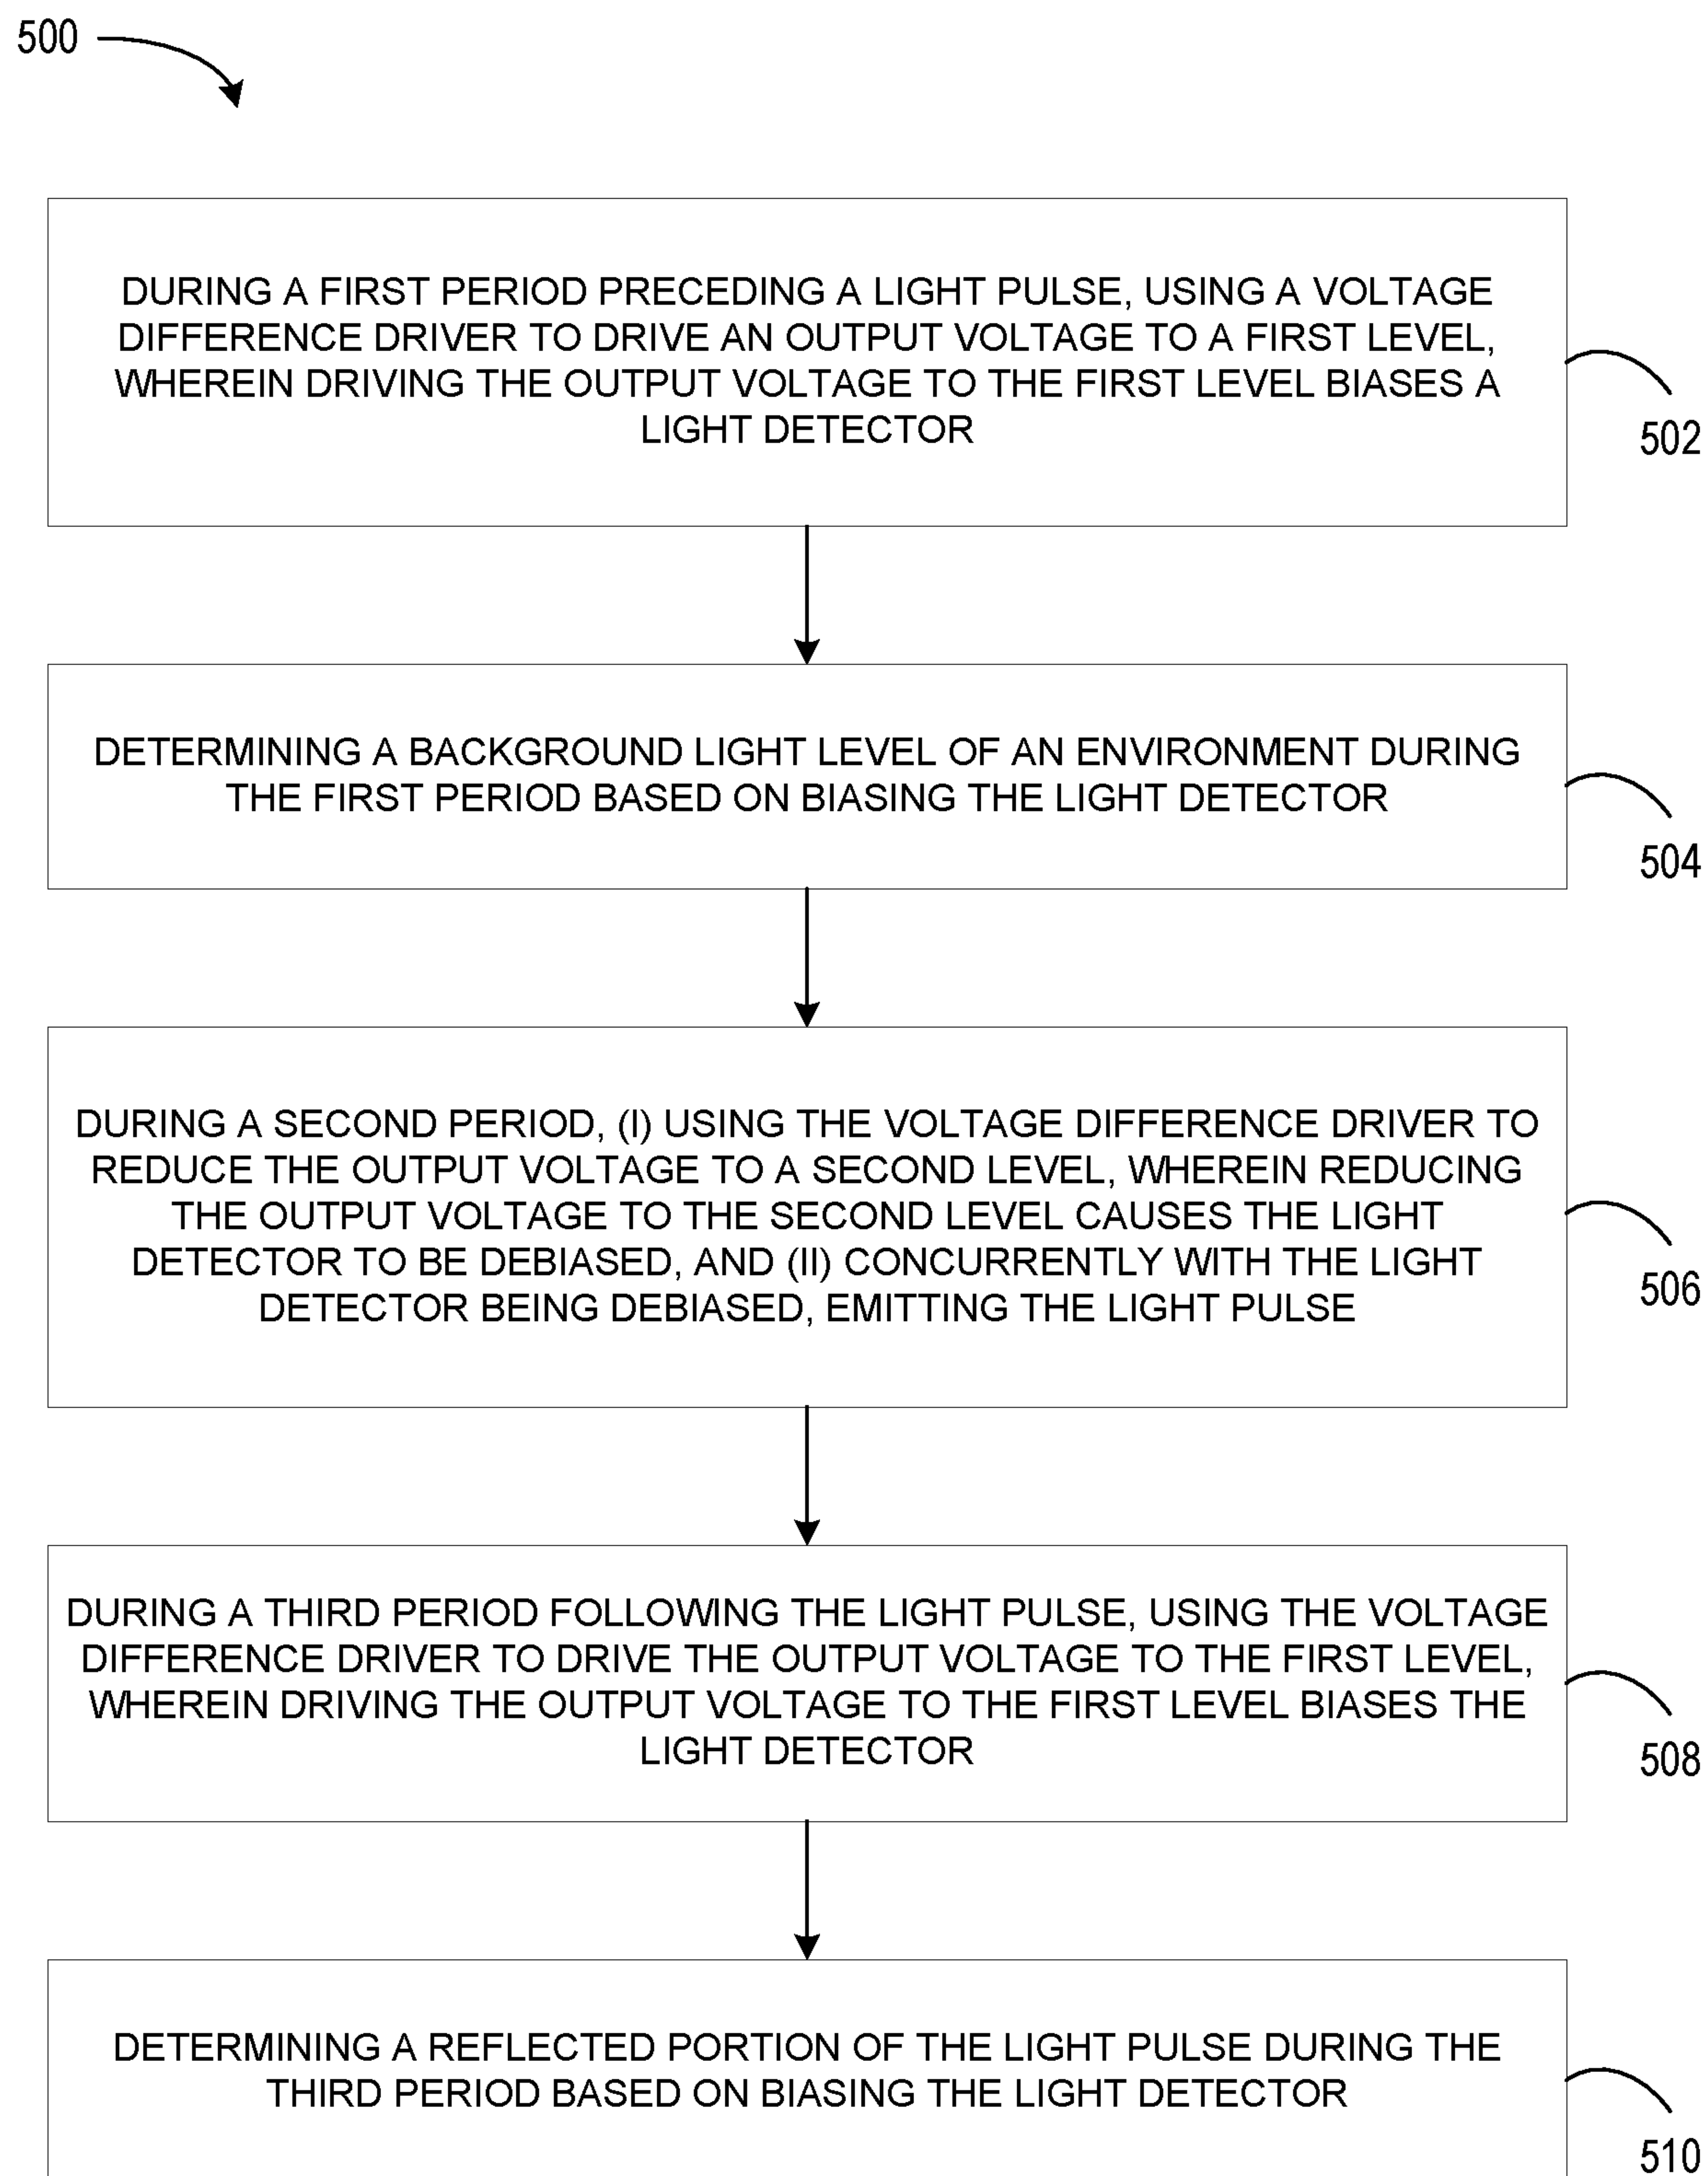 500
DURING A FIRST PERIOD PRECEDING A LIGHT PULSE, USING A VOLTAGE
DIFFERENCE DRIVER TO DRIVE AN OUTPUT VOLTAGE TO A FIRST LEVEL,
WHEREIN DRIVING THE OUTPUT VOLTAGE TO THE FIRST LEVEL BIASES A
LIGHT DETECTOR
502
DETERMINING A BACKGROUND LIGHT LEVEL OF AN ENVIRONMENT DURING
THE FIRST PERIOD BASED ON BIASING THE LIGHT DETECTOR
504
DURING A SECOND PERIOD, (I) USING THE VOLTAGE DIFFERENCE DRIVER TO
REDUCE THE OUTPUT VOLTAGE TO A SECOND LEVEL, WHEREIN REDUCING
THE OUTPUT VOLTAGE TO THE SECOND LEVEL CAUSES THE LIGHT
DETECTOR TO BE DEBIASED, AND (II) CONCURRENTLY WITH THE LIGHT
DETECTOR BEING DEBIASED, EMITTING THE LIGHT PULSE
506
DURING A THIRD PERIOD FOLLOWING THE LIGHT PULSE, USING THE VOLTAGE
DIFFERENCE DRIVER TO DRIVE THE OUTPUT VOLTAGE TO THE FIRST LEVEL,
WHEREIN DRIVING THE OUTPUT VOLTAGE TO THE FIRST LEVEL BIASES THE
LIGHT DETECTOR
508
DETERMINING A REFLECTED PORTION OF THE LIGHT PULSE DURING THE
THIRD PERIOD BASED ON BIASING THE LIGHT DETECTOR
510